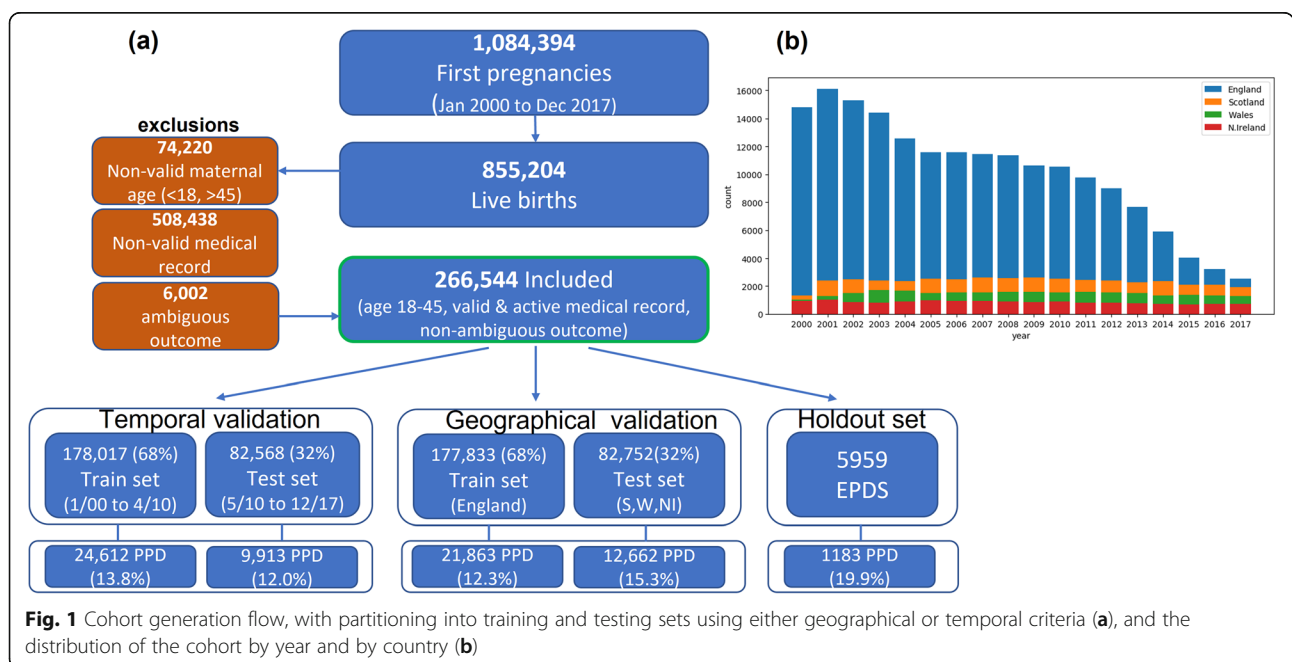 (a)
1,084,394
First pregnancies
(Jan 2000 to Dec 2017)
exclusions
74,220
Non-valid maternal
age (<18, >45)
855,204
Live births
508,438
Non-valid medical
record
266,544 Included
(age 18-45, valid & active medical record,
non-ambiguous outcome)
6,002
ambiguous
outcome
Temporal validation
178,017 (68%)
Train set
(1/00 to 4/10)
82,568 (32%)
Test set
(5/10 to 12/17)
24,612 PPD
(13.8%)
9,913 PPD
(12.0%)
Geographical validation
177,833 (68%)
Train set
(England)
82,752(32%)
Test set
(S,W,NI)
21,863 PPD
(12.3%)
12,662 PPD
(15.3%)
Holdout set
5959
EPDS
1183 PPD
(19.9%)
(b)
England
Scotland
Wales
N.Ireland
count
16000
14000
12000
10000
8000
6000
4000
2000
0
2000 2001 2002 2003 2004 2005 2006 2007 2008 2009 2010 2011 2012 2013 2014 2015 2016 2017
year
Fig. 1 Cohort generation flow, with partitioning into training and testing sets using either geographical or temporal criteria (a), and the
distribution of the cohort by year and by country (b)